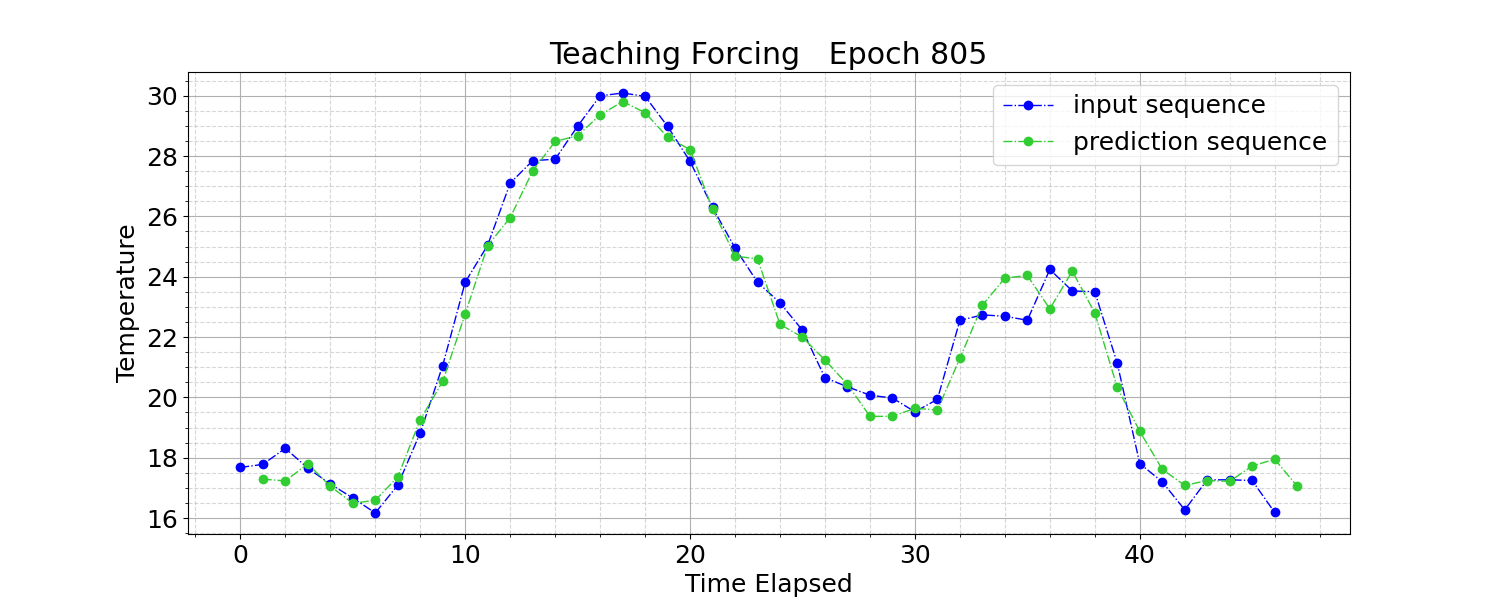 Teaching Forcing   Epoch 805
input sequence
prediction sequence
Temperature
30
28
26
24
22
20
18
16
0 10 20 30 40
Time Elapsed